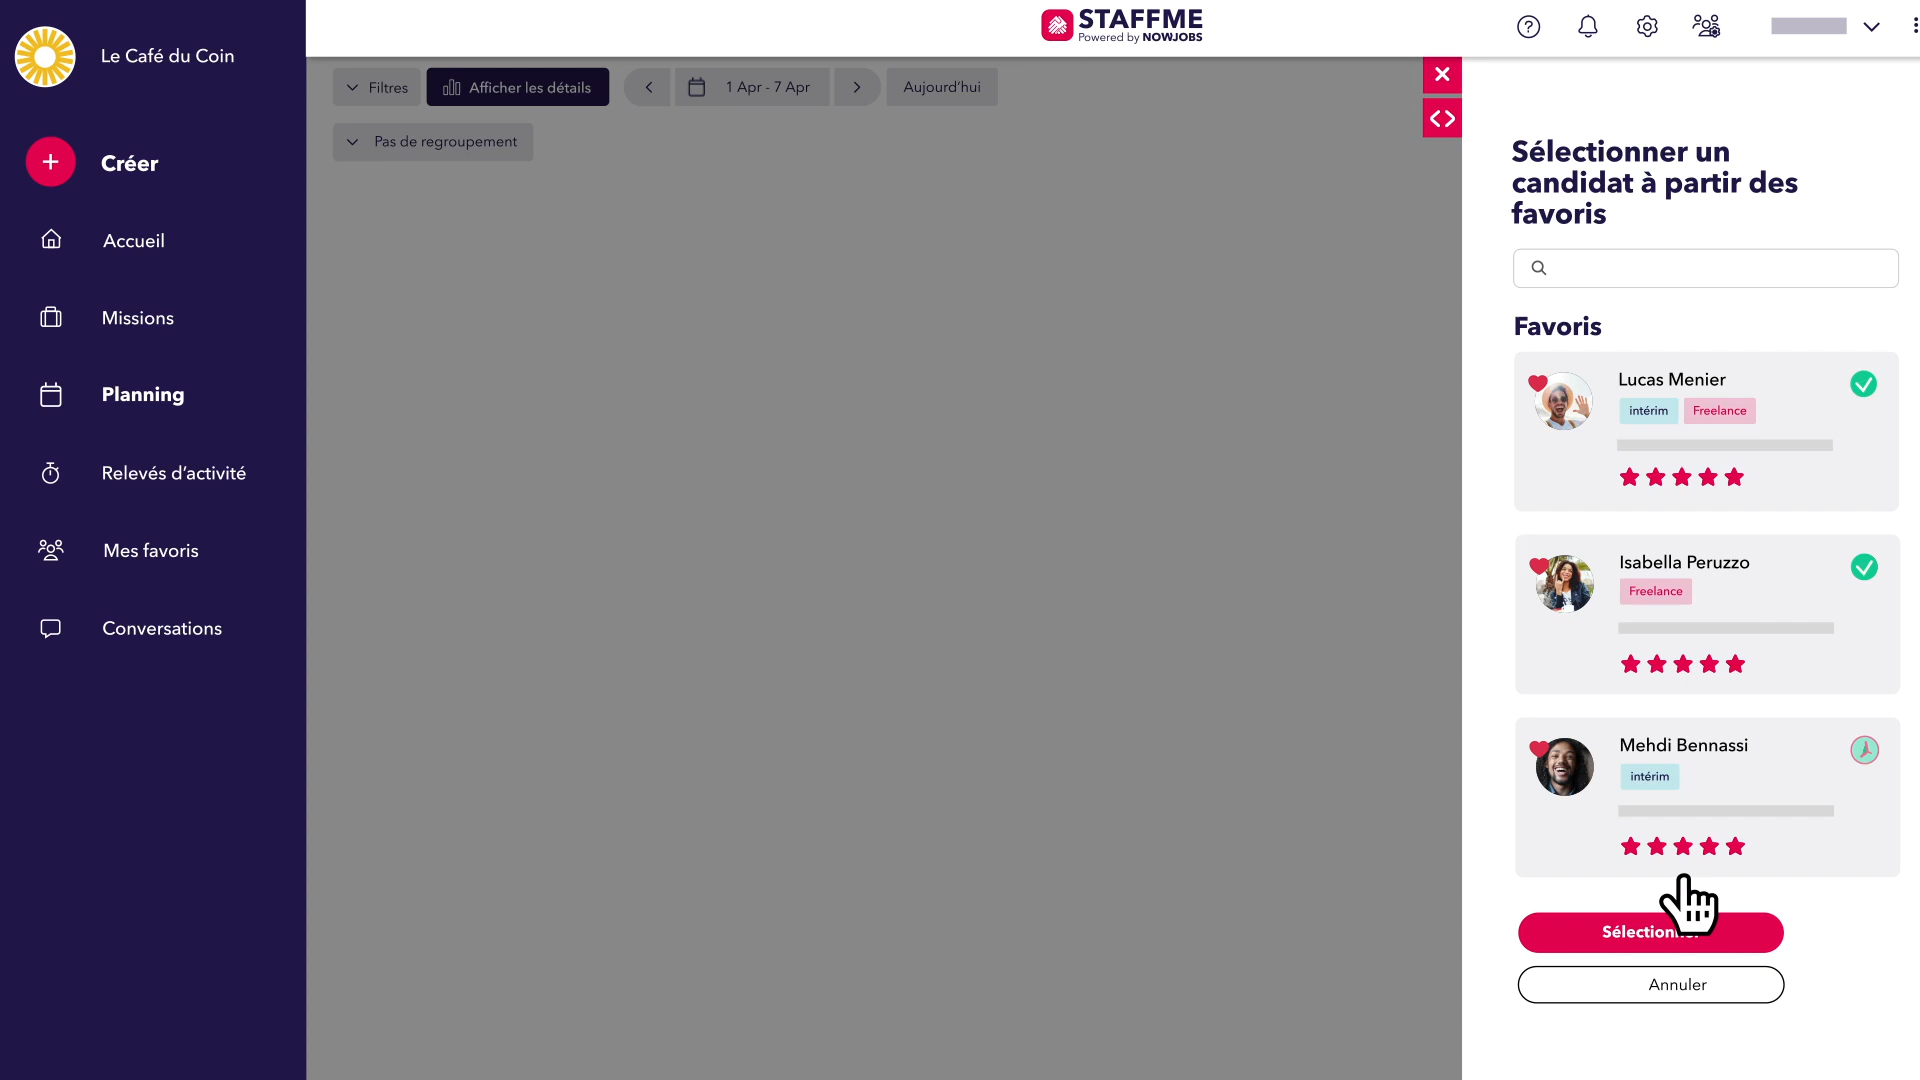 Le Café du Coin
Créer
Accueil
Missions
Planning
Relevés d’activité
Mes favoris
Conversations
STAFFME
Powered by NOWJOBS
Filtres
Afficher les détails
1 Apr - 7 Apr
Aujourd’hui
Pas de regroupement
Sélectionner un
candidat à partir des
favoris
Favoris
Lucas Menier
intérim Freelance
Isabella Peruzzo
Freelance
Mehdi Bennassi
intérim
Sélectionner
Annuler